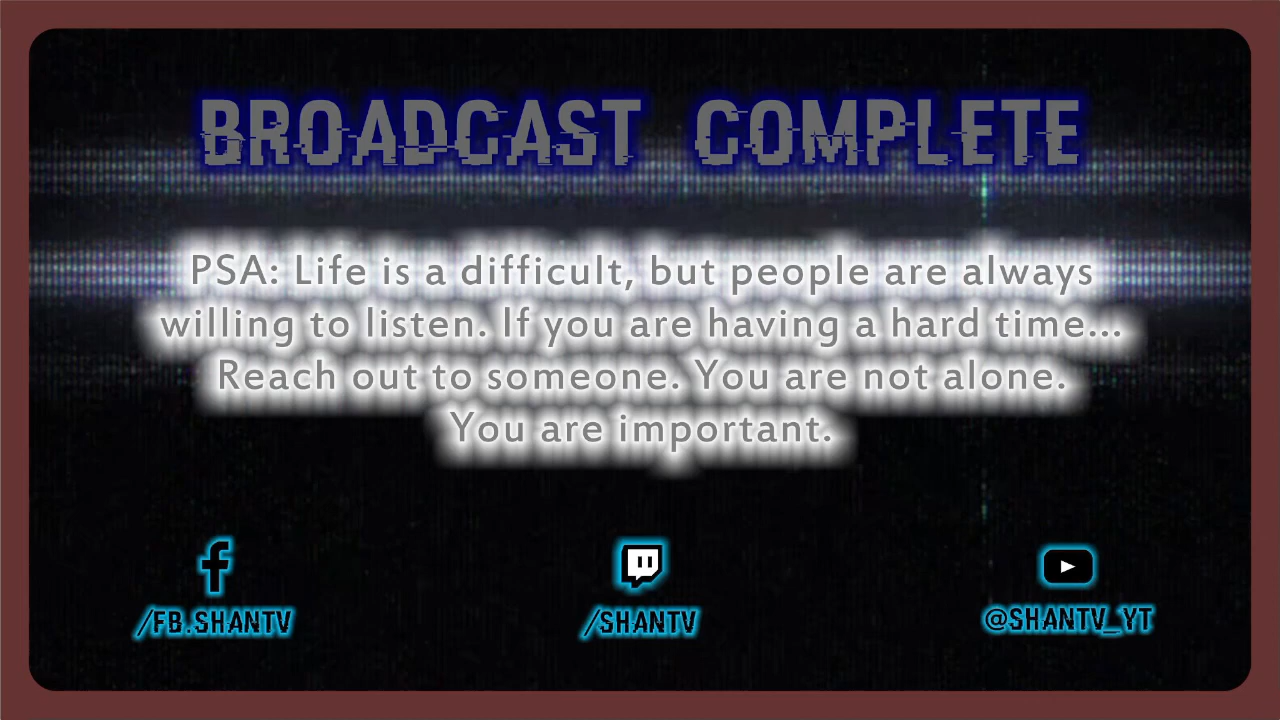 BROADCAST COMPLETE
PSA: Life is a difficult, but people are always
willing to listen. If you are having a hard time...
Reach out to someone. You are not alone.
You are important.
/FB.SHANTV
/SHANTV
@SHANTV_YT